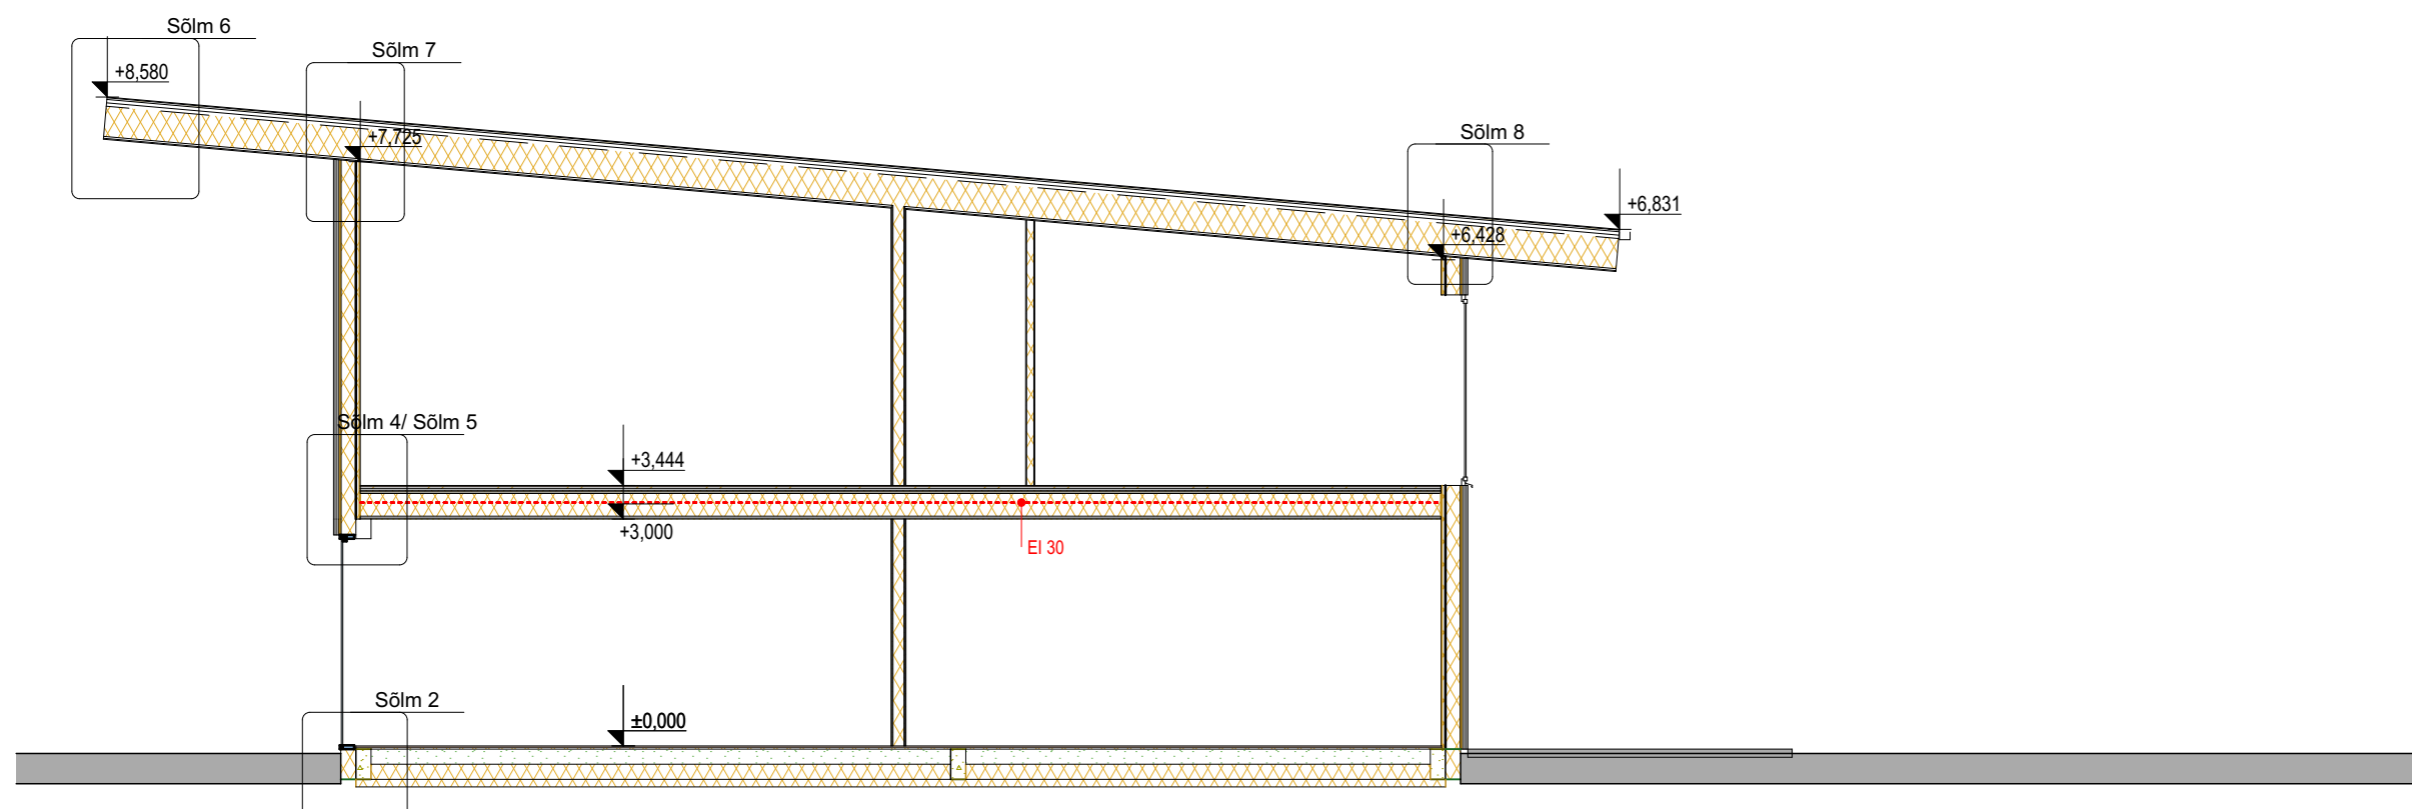 Sõlm 6
Sõlm 7
+8,580
+7,725
Sõlm 8
+6,831
+6,428
Sõlm 4/ Sõlm 5
+3,444
+3,000
EI 30
Sõlm 2
±0,000